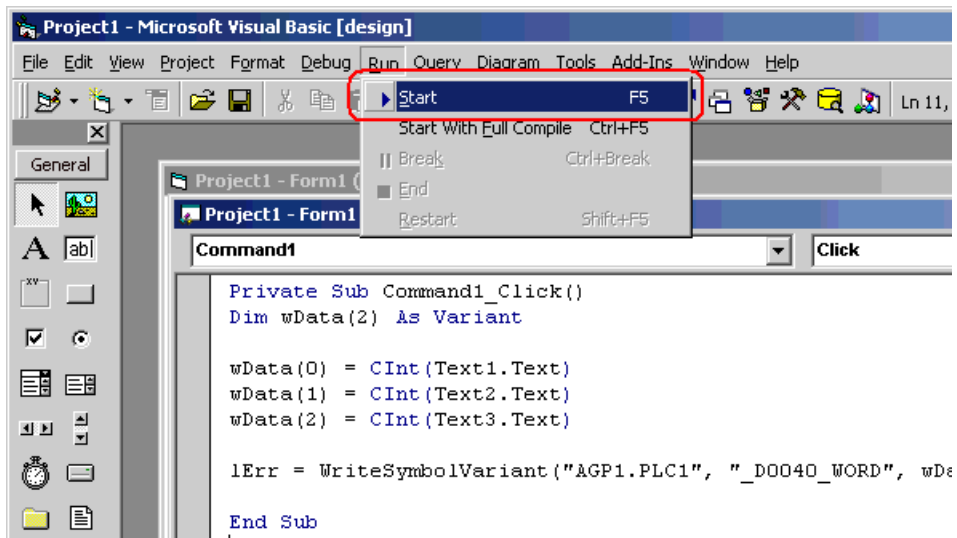 Project1 - Microsoft Visual Basic [design]
File Edit View Project Format Debug Run Query Diagram Tools Add-Ins Window Help
Ln 11,
Start F5
Start With Full Compile Ctrl+F5
Break Ctrl+Break
End
Restart Shift+F5
General
A ab
xy
Project1 - Form1 (
Project1 - Form1
Command1 Click
Private Sub Command1_Click()
Dim wData(2) As Variant
wData(0) = CInt(Text1.Text)
wData(1) = CInt(Text2.Text)
wData(2) = CInt(Text3.Text)
lErr = WriteSymbolVariant("AGP1.PLC1", "_D0040_WORD",
End Sub